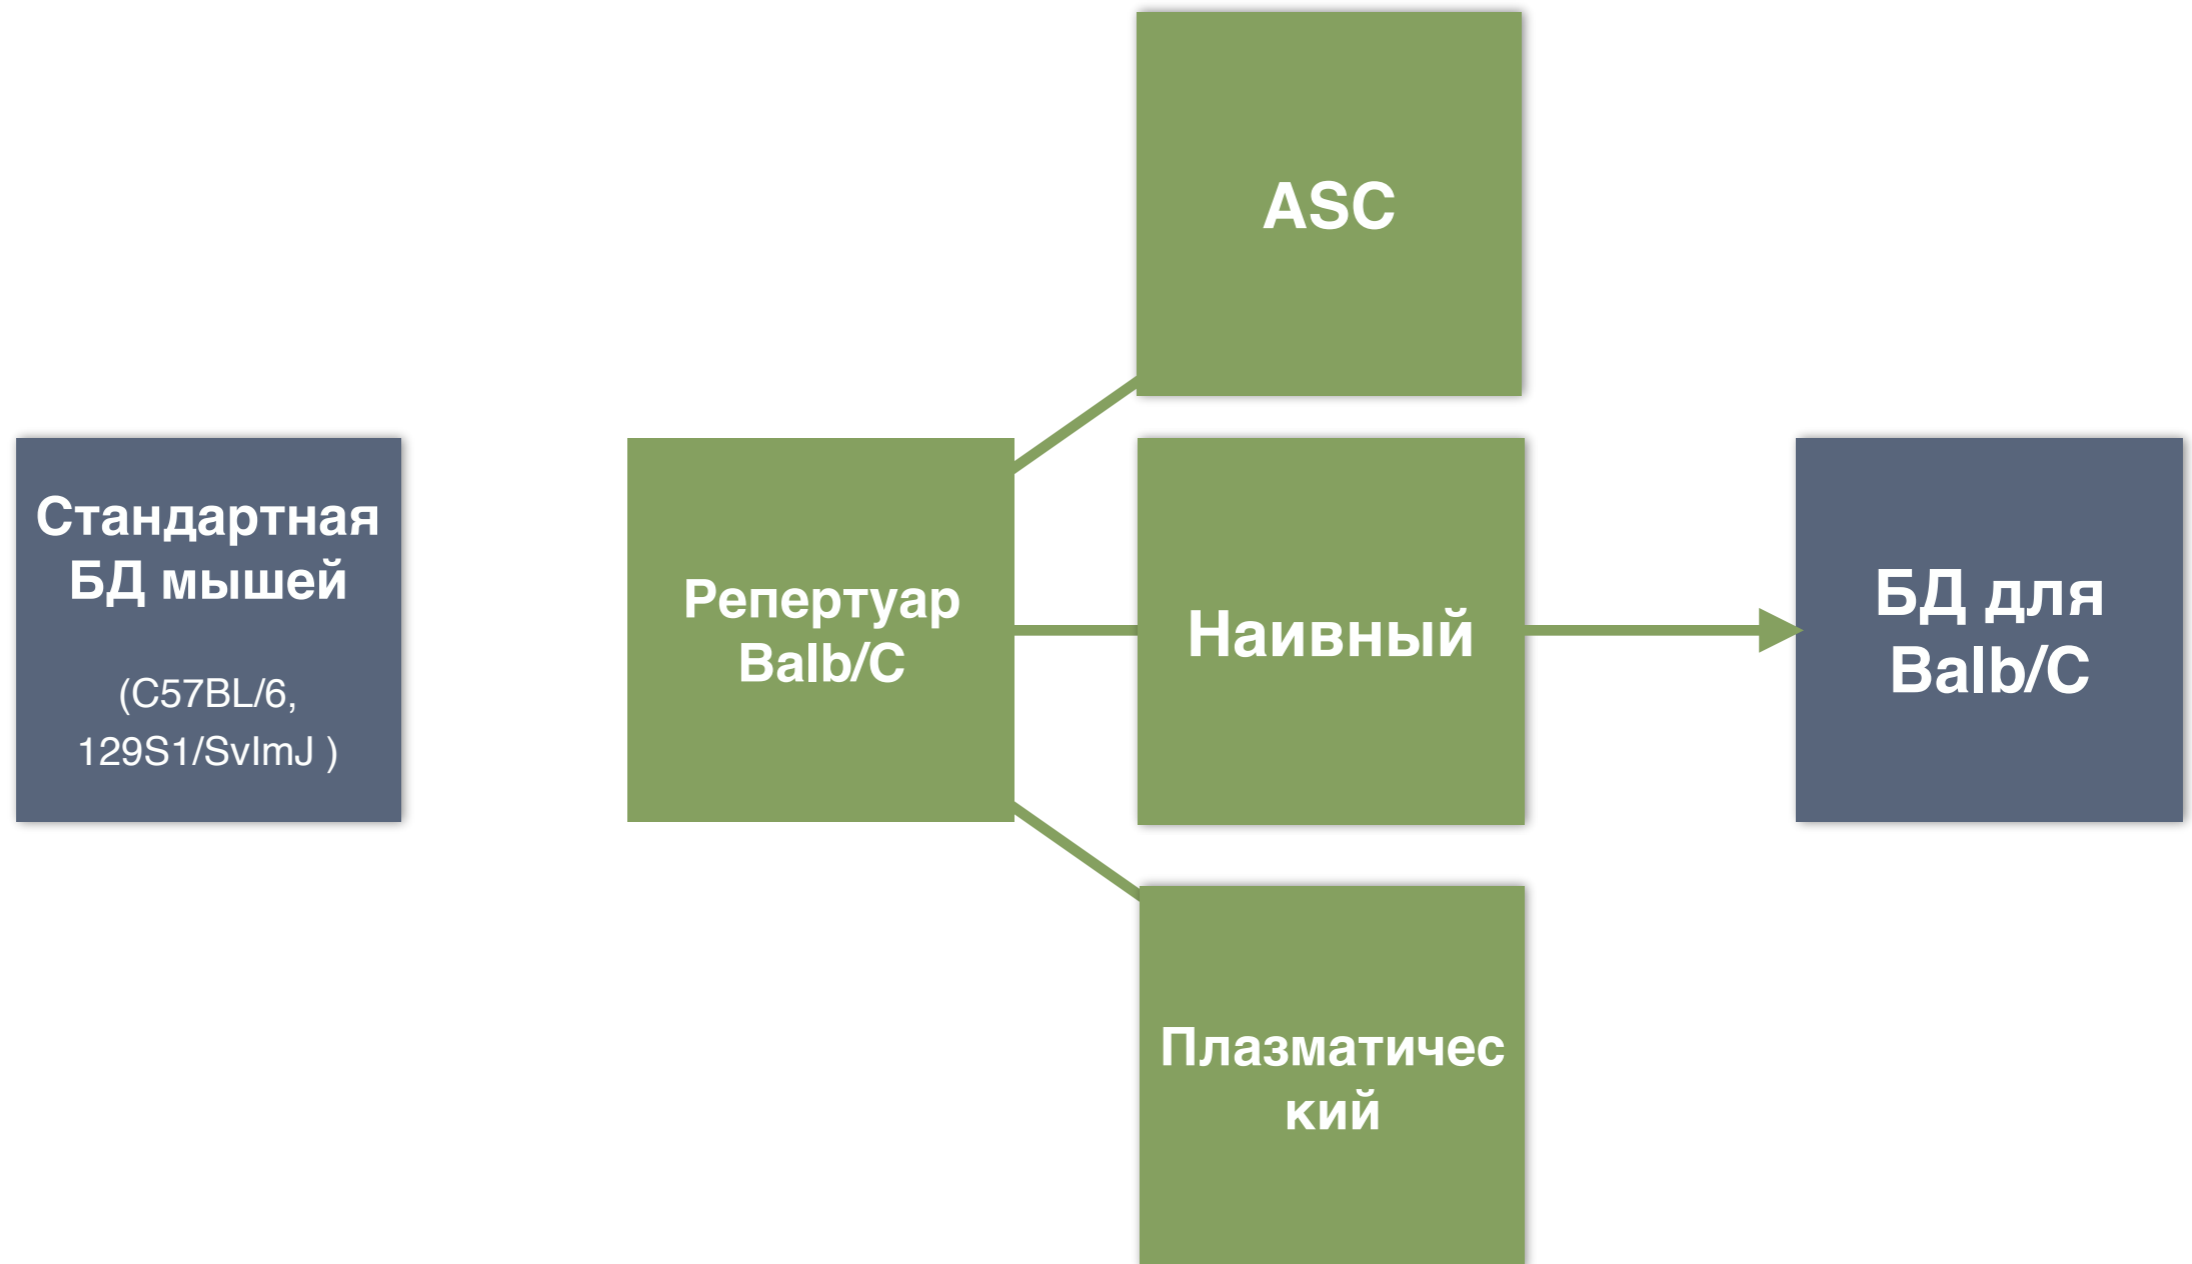 ASC
Стандартная
БД мышей
(C57BL/6,
129S1/SvImJ )
Репертуар
Balb/C
Наивный
БД для
Balb/C
Плазматичес
кий